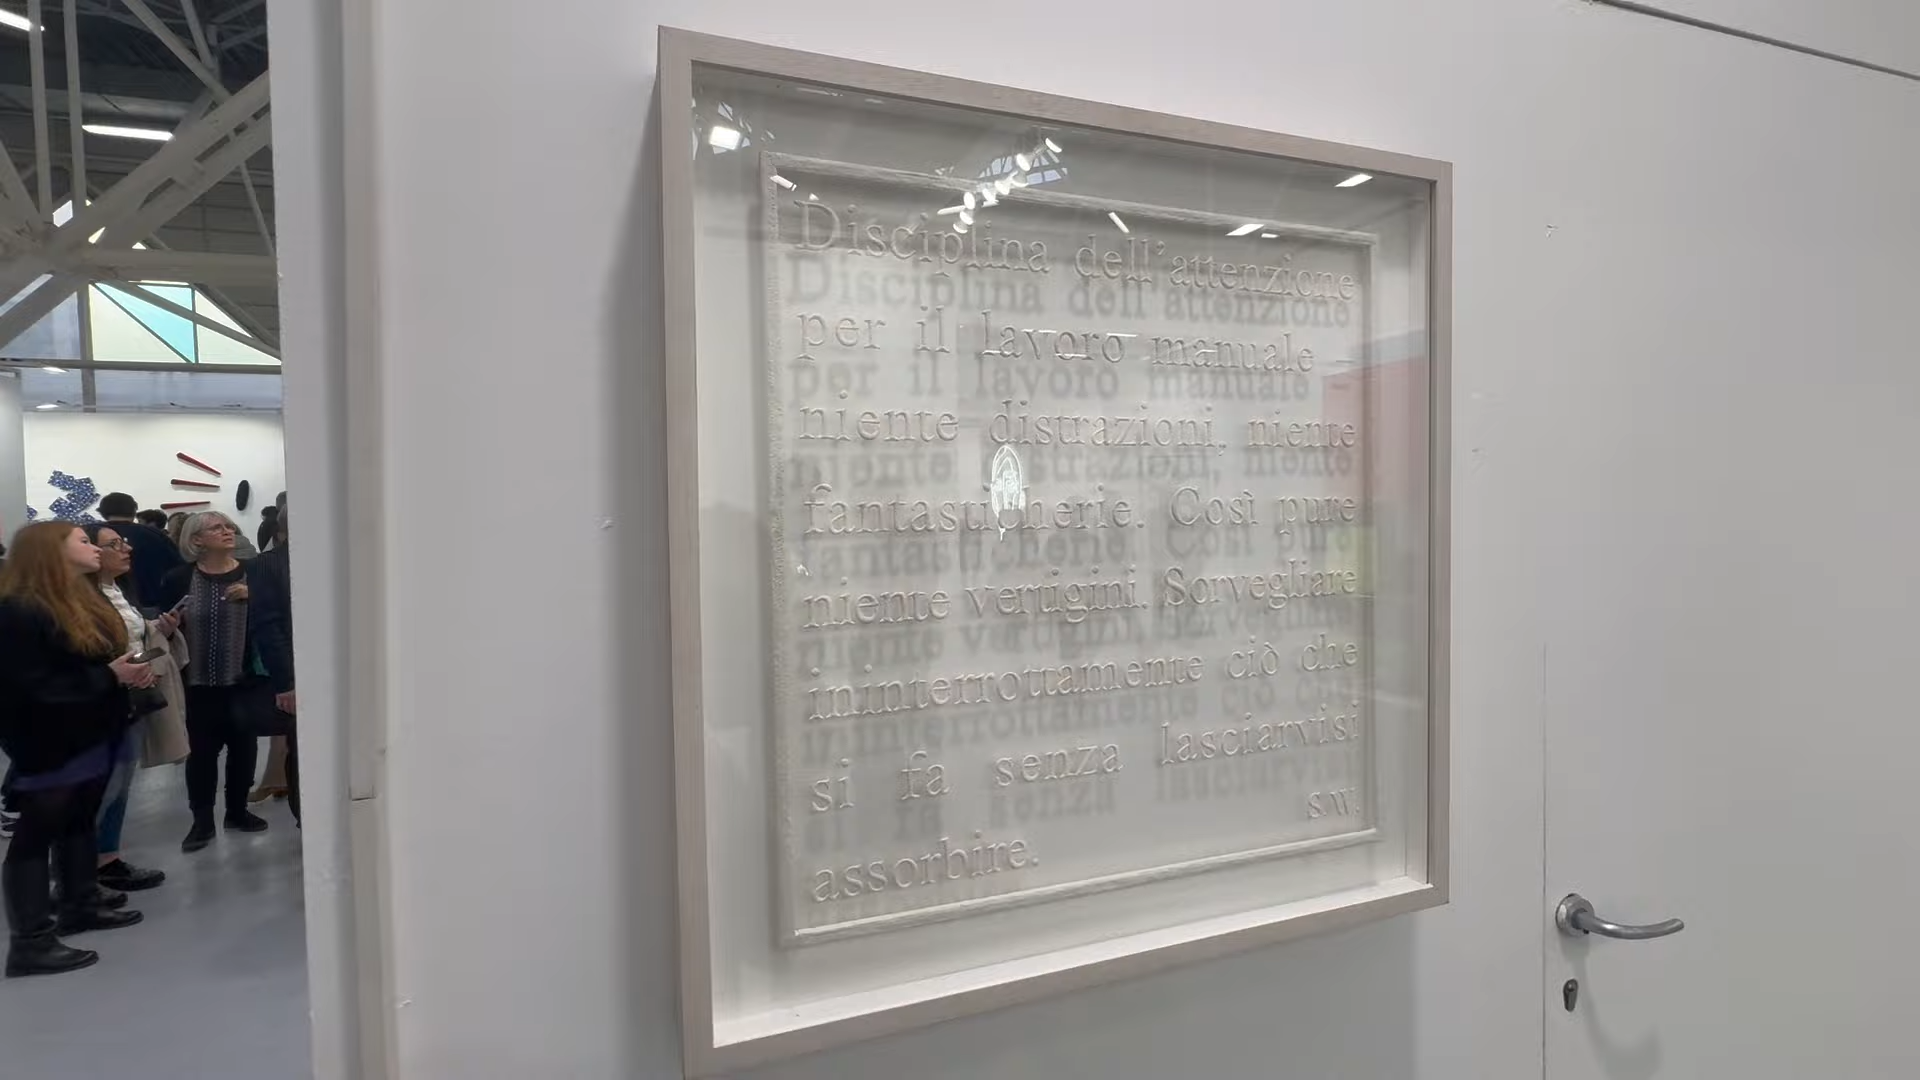 Disciplina dell'attenzione
per il lavoro manuale –
niente distrazioni, niente
fantasticherie. Così pure
niente vertigini. Sorvegliare
ininterrottamente ciò che
si fa senza lasciarvisi
assorbire.
S.W.